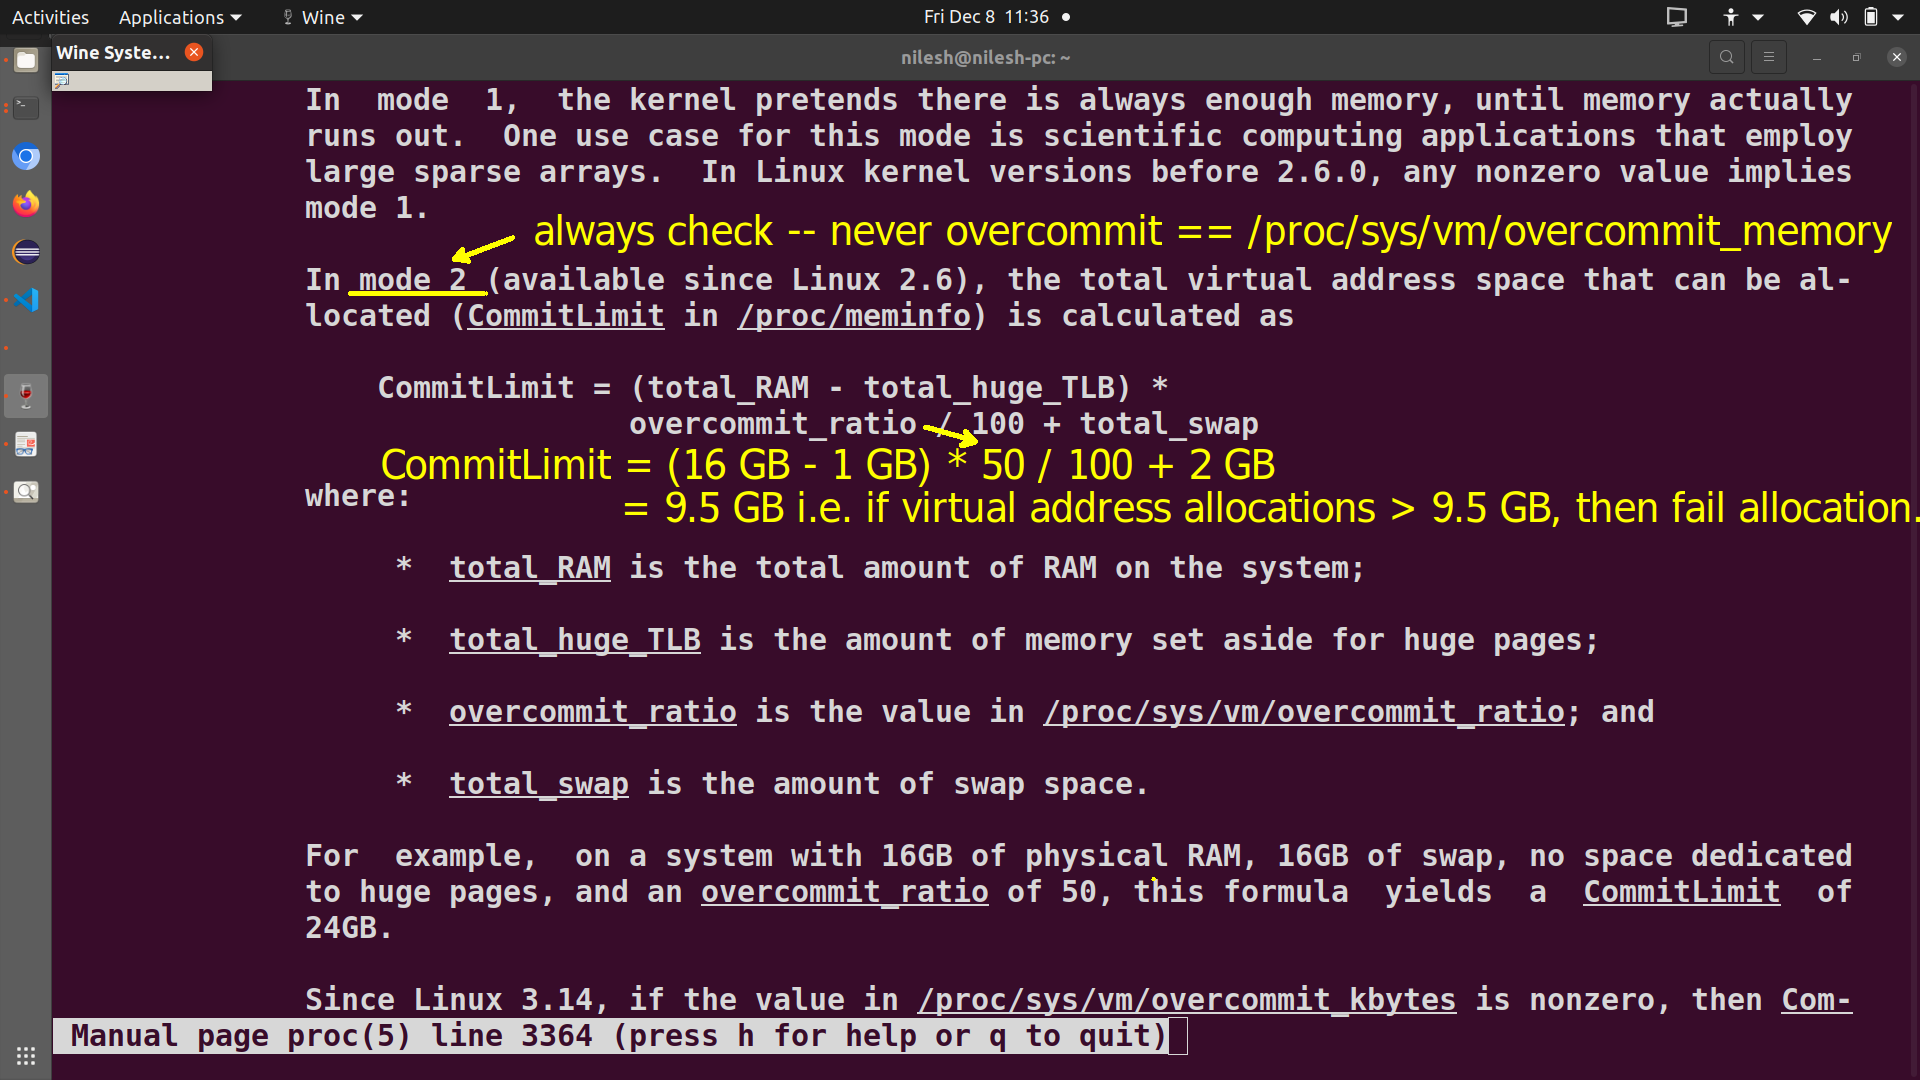 Activities Applications Wine Fri Dec 8 11:36
Wine Syste...
nilesh@nilesh-pc: ~
In mode 1, the kernel pretends there is always enough memory, until memory actually
runs out. One use case for this mode is scientific computing applications that employ
large sparse arrays. In Linux kernel versions before 2.6.0, any nonzero value implies
mode 1.
always check -- never overcommit == /proc/sys/vm/overcommit_memory
In mode 2 (available since Linux 2.6), the total virtual address space that can be al-
located (CommitLimit in /proc/meminfo) is calculated as
CommitLimit = (total_RAM - total_huge_TLB) *
overcommit_ratio / 100 + total_swap
CommitLimit = (16 GB - 1 GB) * 50 / 100 + 2 GB
where:
= 9.5 GB i.e. if virtual address allocations > 9.5 GB, then fail allocation.
* total_RAM is the total amount of RAM on the system;
* total_huge_TLB is the amount of memory set aside for huge pages;
* overcommit_ratio is the value in /proc/sys/vm/overcommit_ratio; and
* total_swap is the amount of swap space.
For example, on a system with 16GB of physical RAM, 16GB of swap, no space dedicated
to huge pages, and an overcommit_ratio of 50, this formula yields a CommitLimit of
24GB.
Since Linux 3.14, if the value in /proc/sys/vm/overcommit_kbytes is nonzero, then Com-
Manual page proc(5) line 3364 (press h for help or q to quit)